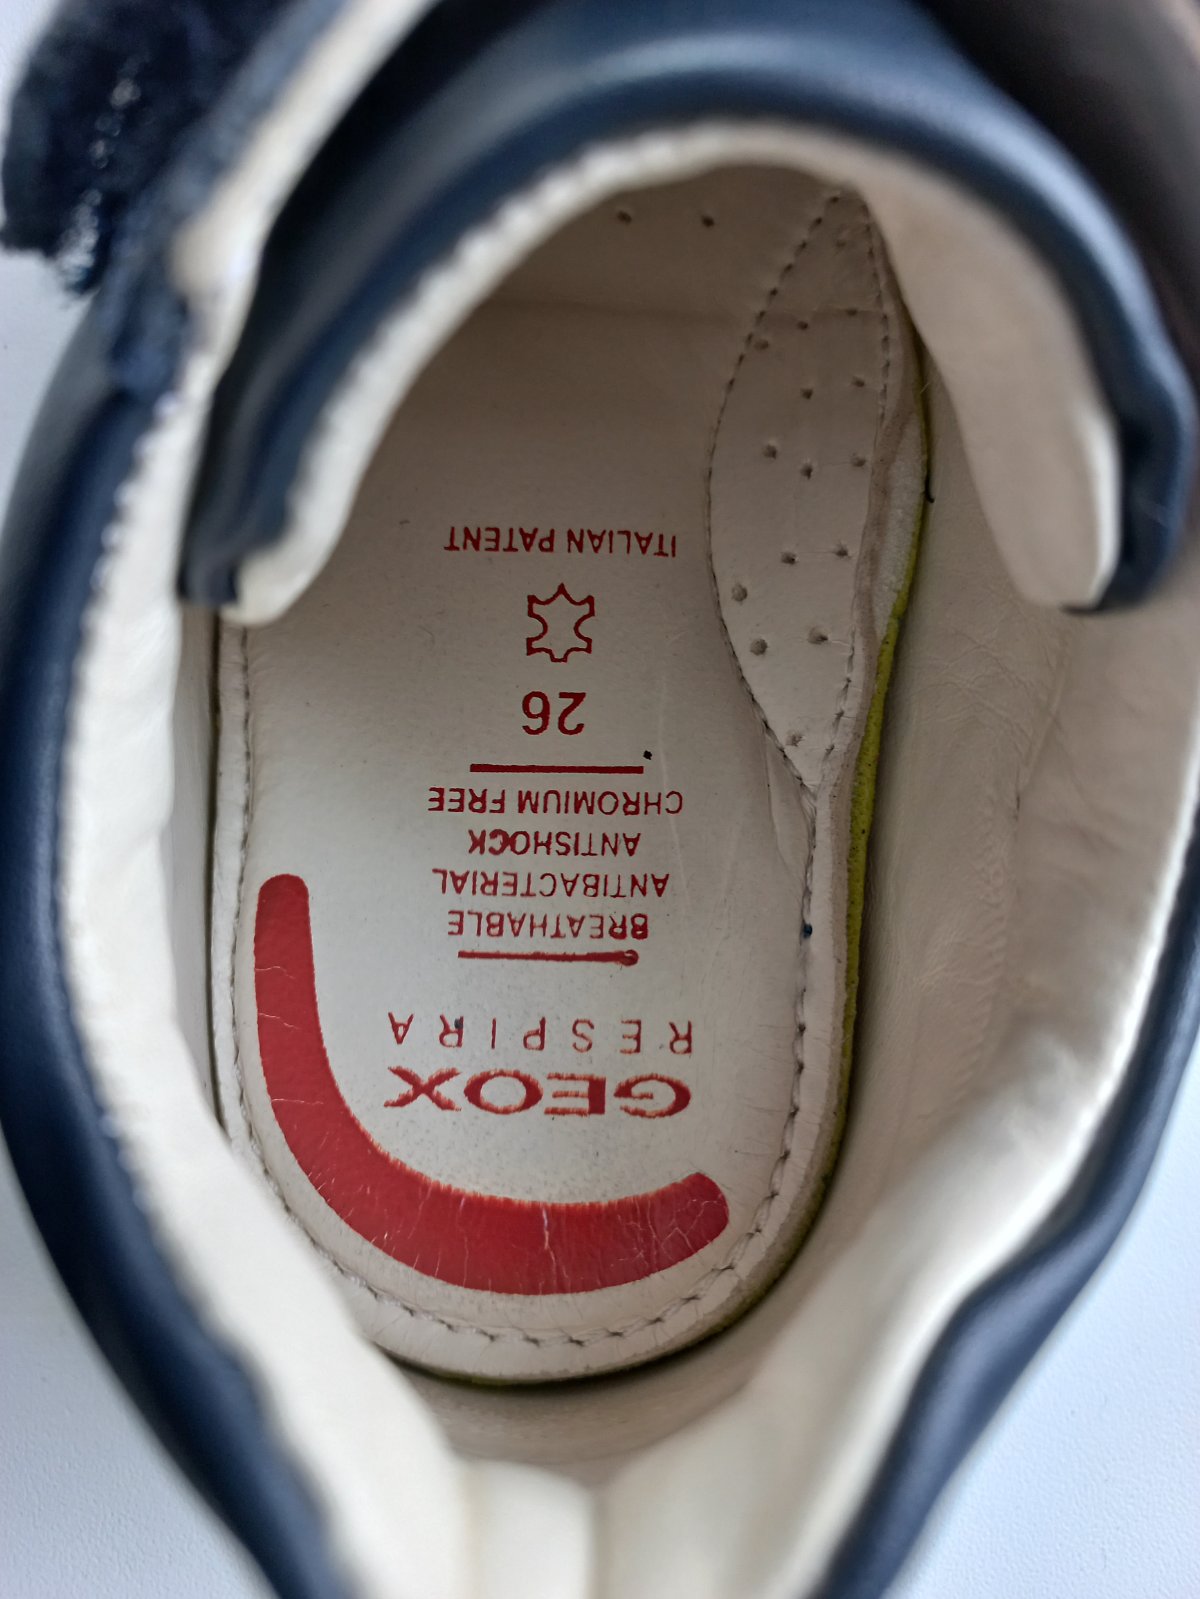 GEOX
RESPIRA
BREATHABLE
ANTIBACTERIAL
ANTISHOCK
CHROMIUM FREE
26
ITALIAN PATENT